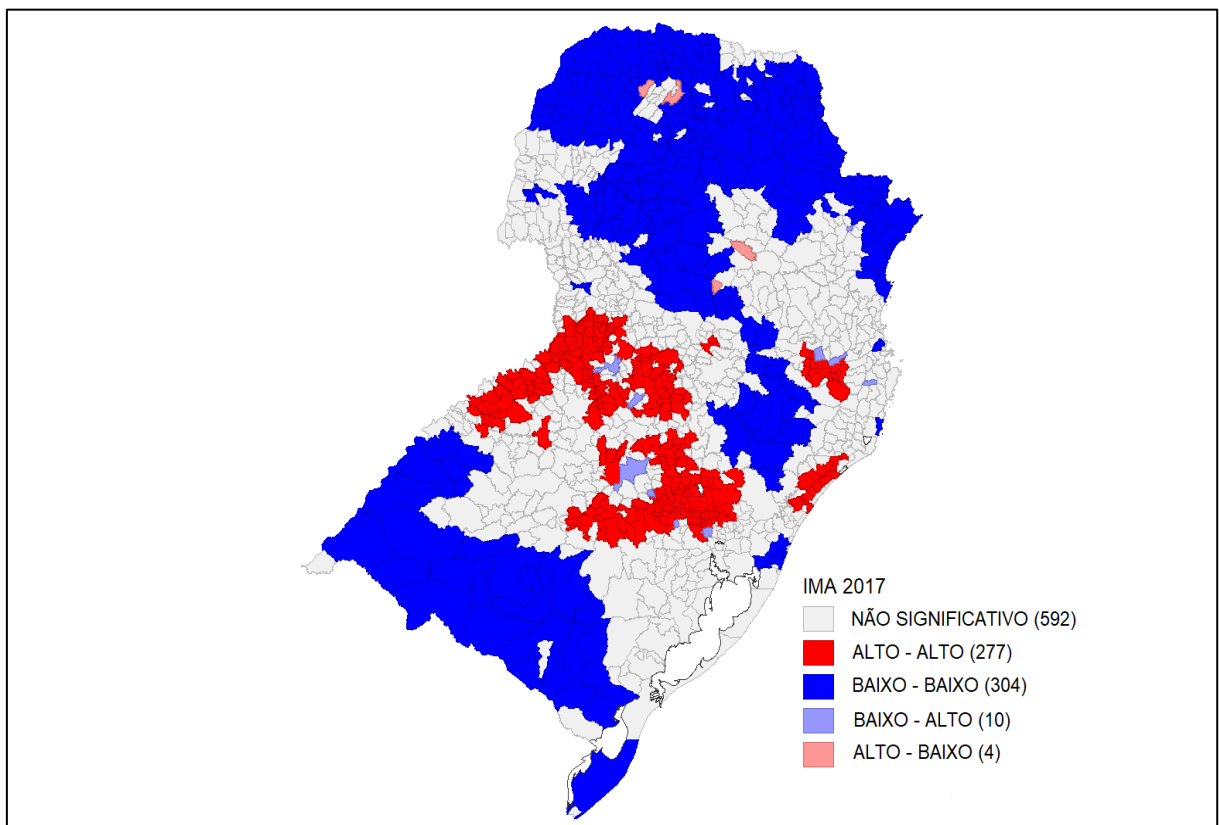 IMA 2017
NÃO SIGNIFICATIVO (592)
ALTO - ALTO (277)
BAIXO - BAIXO (304)
BAIXO - ALTO (10)
ALTO - BAIXO (4)